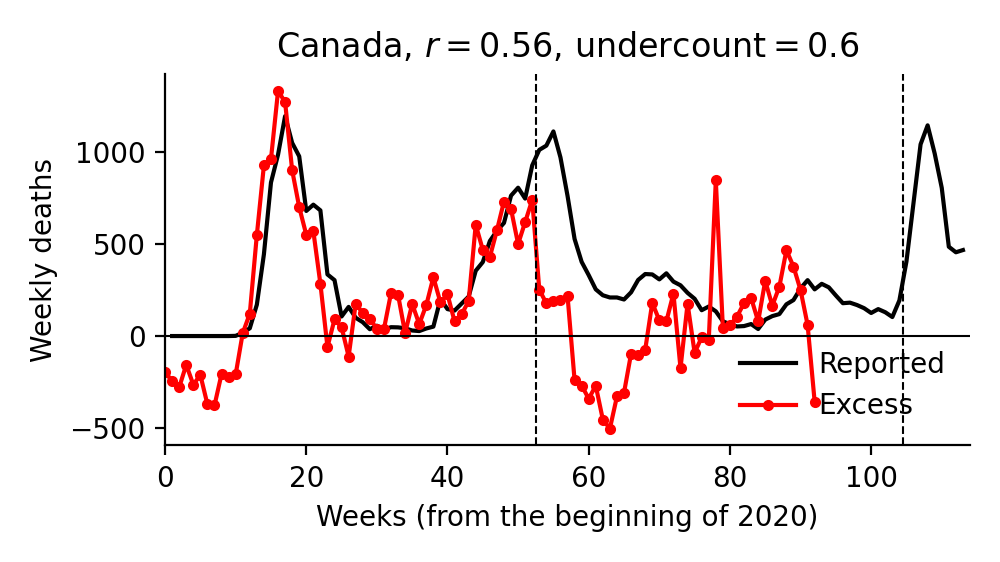 Canada, r = 0.56, undercount = 0.6
Weekly deaths
1000
500
0
−500
Reported
Excess
0 20 40 60 80 100
Weeks (from the beginning of 2020)